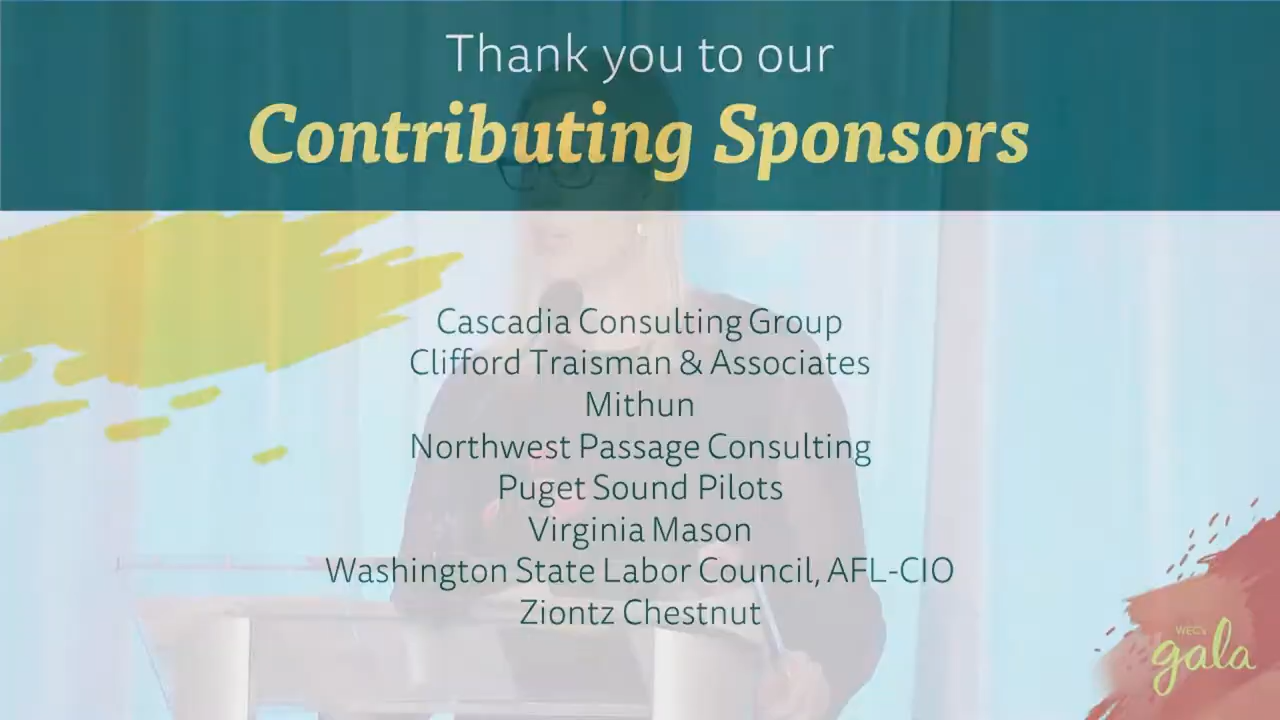 Thank you to our
Contributing Sponsors
Cascadia Consulting Group
Clifford Traisman & Associates
Mithun
Northwest Passage Consulting
Puget Sound Pilots
Virginia Mason
Washington State Labor Council, AFL-CIO
Ziontz Chestnut
WEC's
gala